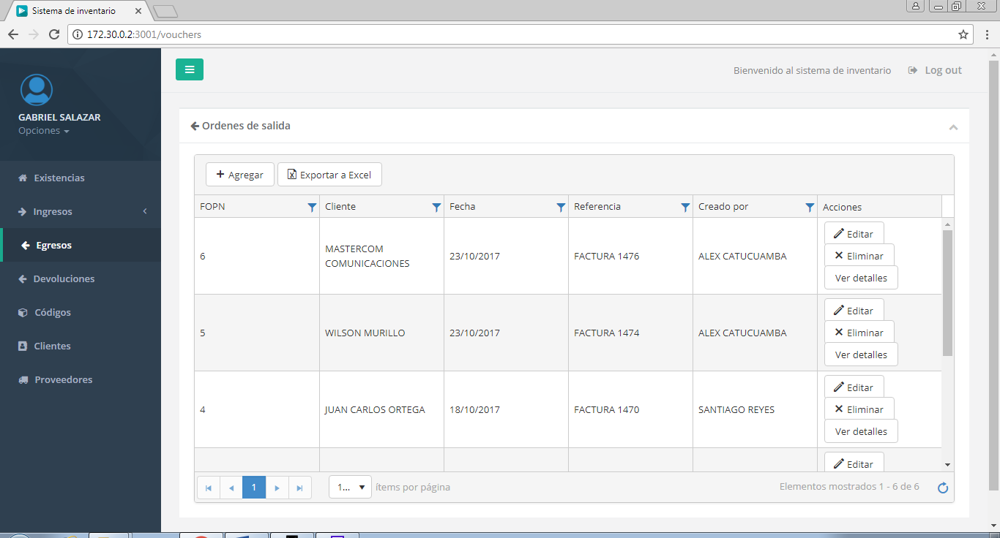 Sistema de inventario
172.30.0.2:3001/vouchers
GABRIEL SALAZAR
Opciones
Existencias
Ingresos
Egresos
Devoluciones
Códigos
Clientes
Proveedores
Bienvenido al sistema de inventario
Log out
Ordenes de salida
Agregar
Exportar a Excel
FOPN Cliente Fecha Referencia Creado por Acciones
6 MASTERCOM COMUNICACIONES 23/10/2017 FACTURA 1476 ALEX CATUCUAMBA
Editar
Eliminar
Ver detalles
5 WILSON MURILLO 23/10/2017 FACTURA 1474 ALEX CATUCUAMBA
Editar
Eliminar
Ver detalles
4 JUAN CARLOS ORTEGA 18/10/2017 FACTURA 1470 SANTIAGO REYES
Editar
Eliminar
Ver detalles
Editar
1
1... ítems por página
Elementos mostrados 1 - 6 de 6